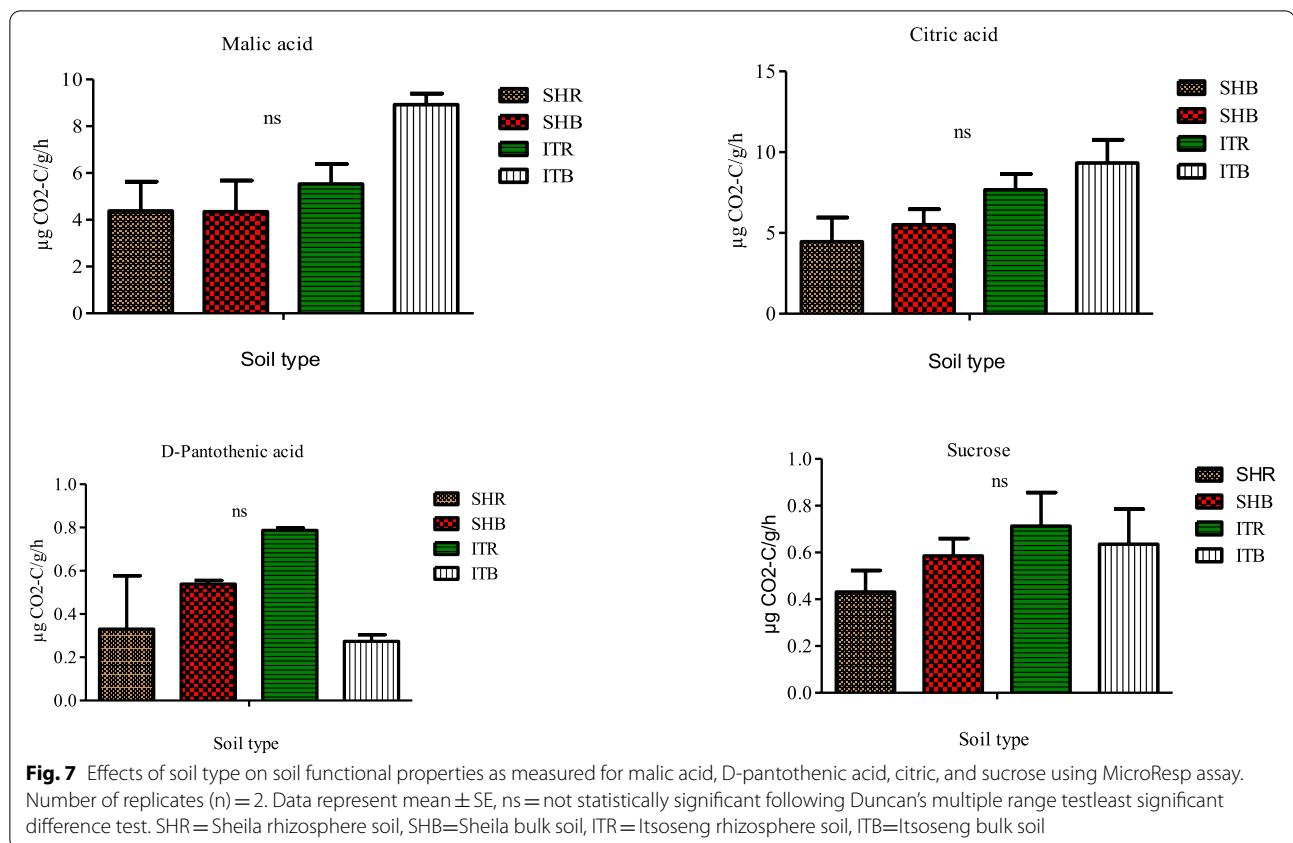 Malic acid
µg CO2-C/g/h
10
8
6
4
2
0
ns
SHR
SHB
ITR
ITB
Soil type
Citric acid
µg CO2-C/g/h
15
10
5
0
ns
SHB
SHB
ITR
ITB
Soil type
D-Pantothenic acid
µg CO2-C/g/h
1.0
0.8
0.6
0.4
0.2
0.0
ns
SHR
SHB
ITR
ITB
Soil type
Sucrose
µg CO2-C/g/h
1.0
0.8
0.6
0.4
0.2
0.0
ns
SHR
SHB
ITR
ITB
Soil type
Fig. 7 Effects of soil type on soil functional properties as measured for malic acid, D-pantothenic acid, citric, and sucrose using MicroResp assay.
Number of replicates (n) = 2. Data represent mean ± SE, ns = not statistically significant following Duncan's multiple range testleast significant
difference test. SHR = Sheila rhizosphere soil, SHB=Sheila bulk soil, ITR = Itsoseng rhizosphere soil, ITB=Itsoseng bulk soil